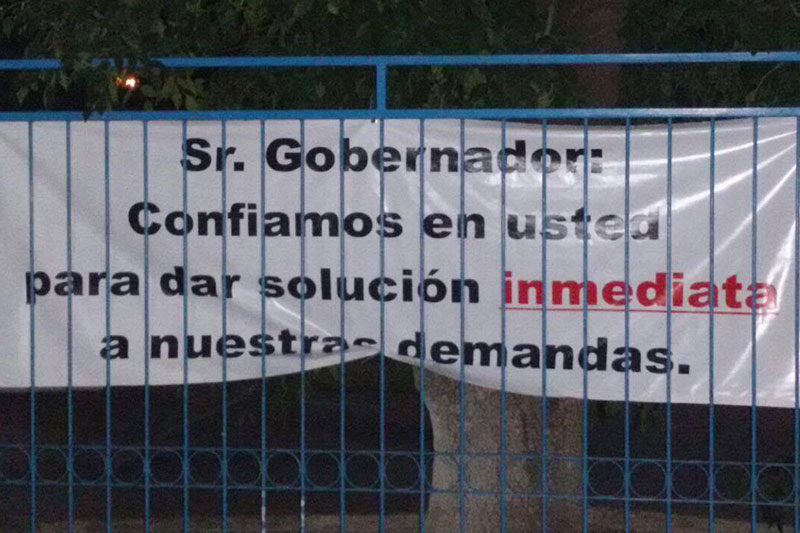 Sr. Gobernador:
Confiamos en usted
para dar solución inmediata
a nuestras demandas.